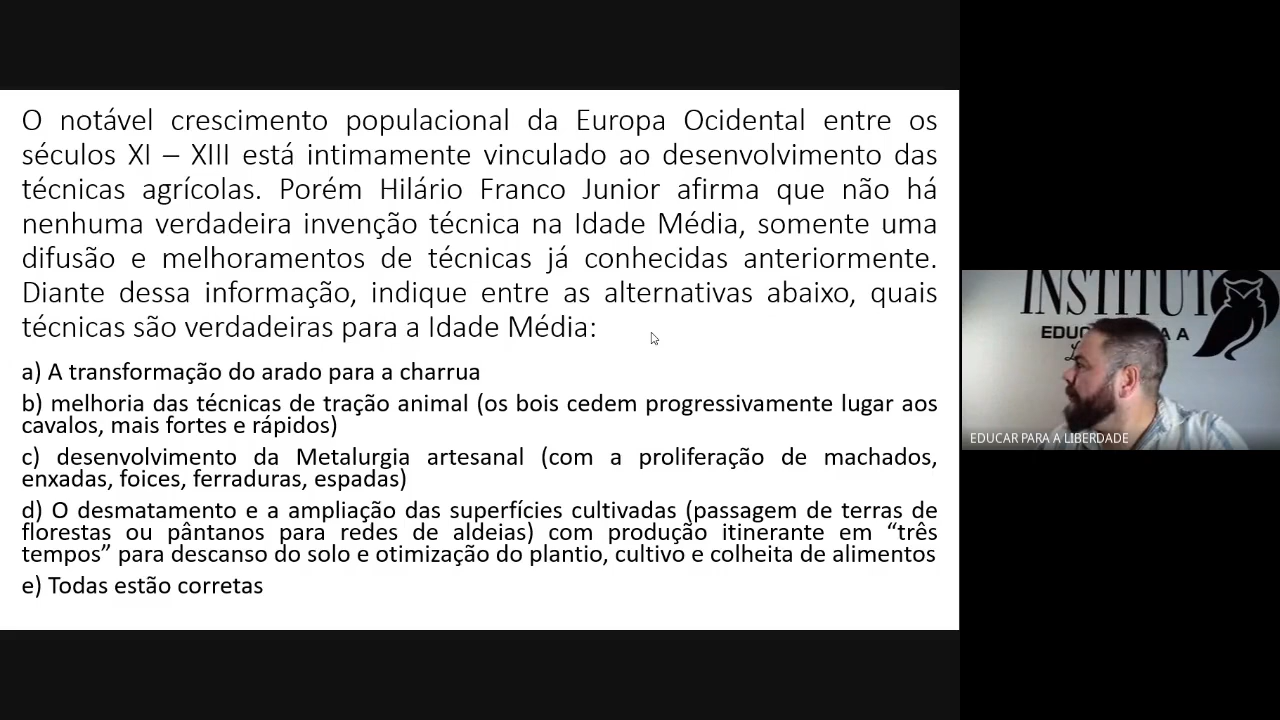 O notável crescimento populacional da Europa Ocidental entre os
séculos XI – XIII está intimamente vinculado ao desenvolvimento das
técnicas agrícolas. Porém Hilário Franco Junior afirma que não há
nenhuma verdadeira invenção técnica na Idade Média, somente uma
difusão e melhoramentos de técnicas já conhecidas anteriormente.
Diante dessa informação, indique entre as alternativas abaixo, quais
técnicas são verdadeiras para a Idade Média:
a) A transformação do arado para a charrua
b) melhoria das técnicas de tração animal (os bois cedem progressivamente lugar aos
cavalos, mais fortes e rápidos)
c) desenvolvimento da Metalurgia artesanal (com a proliferação de machados,
enxadas, foices, ferraduras, espadas)
d) O desmatamento e a ampliação das superfícies cultivadas (passagem de terras de
florestas ou pântanos para redes de aldeias) com produção itinerante em “três
tempos” para descanso do solo e otimização do plantio, cultivo e colheita de alimentos
e) Todas estão corretas
INSTITUT
EDUC A A
EDUCAR PARA A LIBERDADE